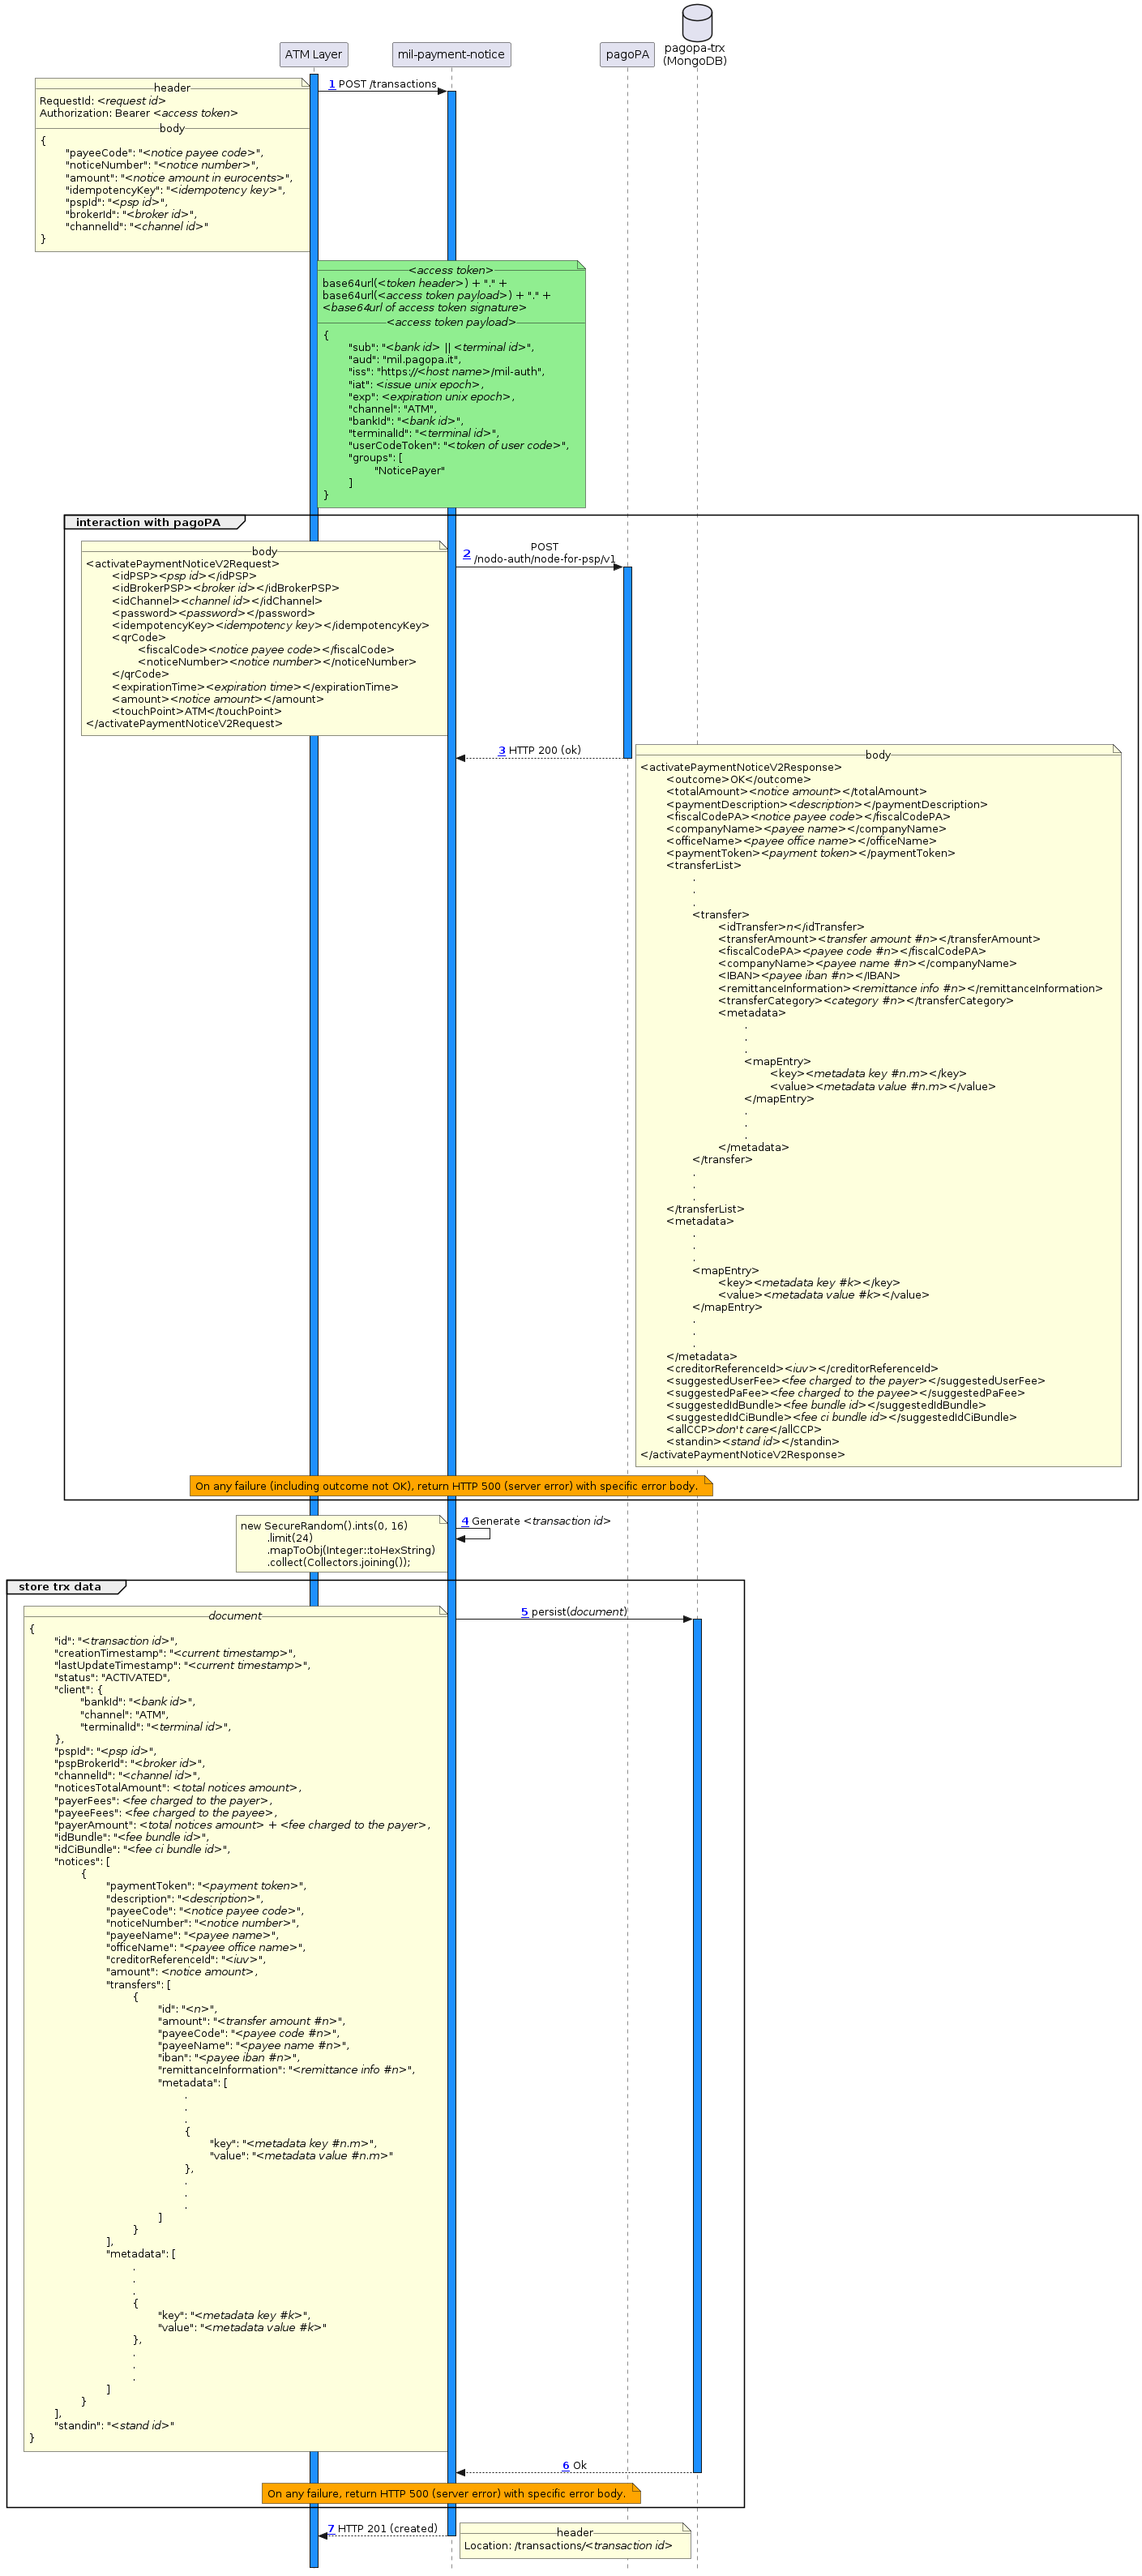 ATM Layer
mil-payment-notice
pagoPA
pagopa-trx
(MongoDB)
1 POST /transactions
header
RequestId: <request id>
Authorization: Bearer <access token>
body
{
"payeeCode": "<notice payee code>",
"noticeNumber": "<notice number>",
"amount": "<notice amount in eurocents>",
"idempotencyKey": "<idempotency key>",
"pspId": "<psp id>",
"brokerId": "<broker id>",
"channelId": "<channel id>"
}
<access token>
base64url(<token header>) + "." +
base64url(<access token payload>) + "." +
<base64url of access token signature>
<access token payload>
{
"sub": "<bank id> || <terminal id>",
"aud": "mil.pagopa.it",
"iss": "https://<host name>/mil-auth",
"iat": <issue unix epoch>,
"exp": <expiration unix epoch>,
"channel": "ATM",
"bankId": "<bank id>",
"terminalId": "<terminal id>",
"userCodeToken": "<token of user code>",
"groups": [
"NoticePayer"
]
}
interaction with pagoPA
2 POST
/nodo-auth/node-for-psp/v1
body
<activatePaymentNoticeV2Request>
<idPSP><psp id></idPSP>
<idBrokerPSP><broker id></idBrokerPSP>
<idChannel><channel id></idChannel>
<password><password></password>
<idempotencyKey><idempotency key></idempotencyKey>
<qrCode>
<fiscalCode><notice payee code></fiscalCode>
<noticeNumber><notice number></noticeNumber>
</qrCode>
<expirationTime><expiration time></expirationTime>
<amount><notice amount></amount>
<touchPoint>ATM</touchPoint>
</activatePaymentNoticeV2Request>
3 HTTP 200 (ok)
body
<activatePaymentNoticeV2Response>
<outcome>OK</outcome>
<totalAmount><notice amount></totalAmount>
<paymentDescription><description></paymentDescription>
<fiscalCodePA><notice payee code></fiscalCodePA>
<companyName><payee name></companyName>
<officeName><payee office name></officeName>
<paymentToken><payment token></paymentToken>
<transferList>
.
.
.
<transfer>
<idTransfer>n</idTransfer>
<transferAmount><transfer amount #n></transferAmount>
<fiscalCodePA><payee code #n></fiscalCodePA>
<companyName><payee name #n></companyName>
<IBAN><payee iban #n></IBAN>
<remittanceInformation><remittance info #n></remittanceInformation>
<transferCategory><category #n></transferCategory>
<metadata>
.
.
.
<mapEntry>
<key><metadata key #n.m></key>
<value><metadata value #n.m></value>
</mapEntry>
.
.
.
</metadata>
</transfer>
.
.
.
</transferList>
<metadata>
.
.
.
<mapEntry>
<key><metadata key #k></key>
<value><metadata value #k></value>
</mapEntry>
.
.
.
</metadata>
<creditorReferenceId><iuv></creditorReferenceId>
<suggestedUserFee><fee charged to the payer></suggestedUserFee>
<suggestedPaFee><fee charged to the payee></suggestedPaFee>
<suggestedIdBundle><fee bundle id></suggestedIdBundle>
<suggestedIdCiBundle><fee ci bundle id></suggestedIdCiBundle>
<allCCP>don't care</allCCP>
<standin><stand id></standin>
</activatePaymentNoticeV2Response>
On any failure (including outcome not OK), return HTTP 500 (server error) with specific error body.
4 Generate <transaction id>
new SecureRandom().ints(0, 16)
.limit(24)
.mapToObj(Integer::toHexString)
.collect(Collectors.joining());
store trx data
5 persist(document)
document
{
"id": "<transaction id>",
"creationTimestamp": "<current timestamp>",
"lastUpdateTimestamp": "<current timestamp>",
"status": "ACTIVATED",
"client": {
"bankId": "<bank id>",
"channel": "ATM",
"terminalId": "<terminal id>",
},
"pspId": "<psp id>",
"pspBrokerId": "<broker id>",
"channelId": "<channel id>",
"noticesTotalAmount": <total notices amount>,
"payerFees": <fee charged to the payer>,
"payeeFees": <fee charged to the payee>,
"payerAmount": <total notices amount> + <fee charged to the payer>,
"idBundle": "<fee bundle id>",
"idCiBundle": "<fee ci bundle id>",
"notices": [
{
"paymentToken": "<payment token>",
"description": "<description>",
"payeeCode": "<notice payee code>",
"noticeNumber": "<notice number>",
"payeeName": "<payee name>",
"officeName": "<payee office name>",
"creditorReferenceId": "<iuv>",
"amount": <notice amount>,
"transfers": [
{
"id": "<n>",
"amount": "<transfer amount #n>",
"payeeCode": "<payee code #n>",
"payeeName": "<payee name #n>",
"iban": "<payee iban #n>",
"remittanceInformation": "<remittance info #n>",
"metadata": [
.
.
.
{
"key": "<metadata key #n.m>",
"value": "<metadata value #n.m>"
},
.
.
.
]
}
],
"metadata": [
.
.
.
{
"key": "<metadata key #k>",
"value": "<metadata value #k>"
},
.
.
.
]
}
],
"standin": "<stand id>"
}
6 Ok
On any failure, return HTTP 500 (server error) with specific error body.
7 HTTP 201 (created)
header
Location: /transactions/<transaction id>